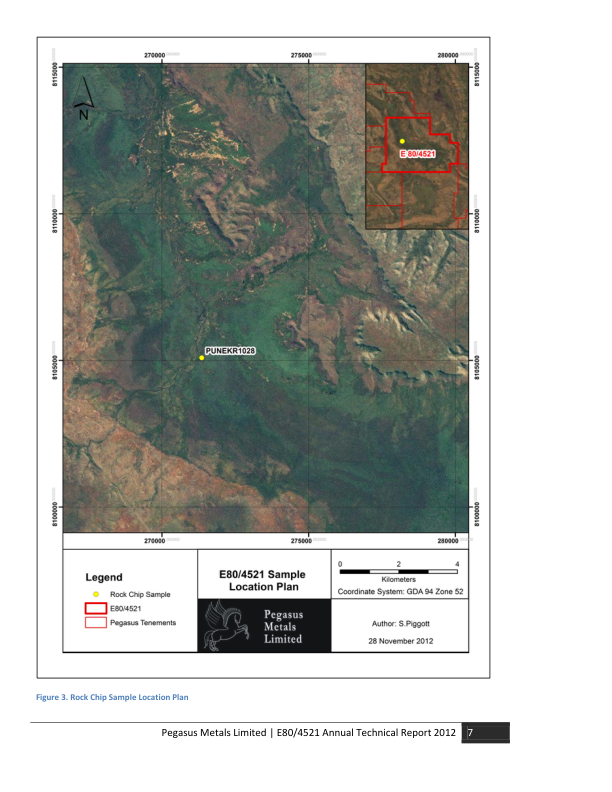 270000
275000
280000
8115000
8115000
N
E 80/4521
8110000
8110000
PUNEKR1028
8105000
8105000
8100000
8100000
270000
275000
280000
Legend
Rock Chip Sample
E80/4521
Pegasus Tenements
E80/4521 Sample
Location Plan
Pegasus
Metals
Limited
0 2 4
Kilometers
Coordinate System: GDA 94 Zone 52
Author: S.Piggott
28 November 2012
Figure 3. Rock Chip Sample Location Plan
Pegasus Metals Limited | E80/4521 Annual Technical Report 2012 7